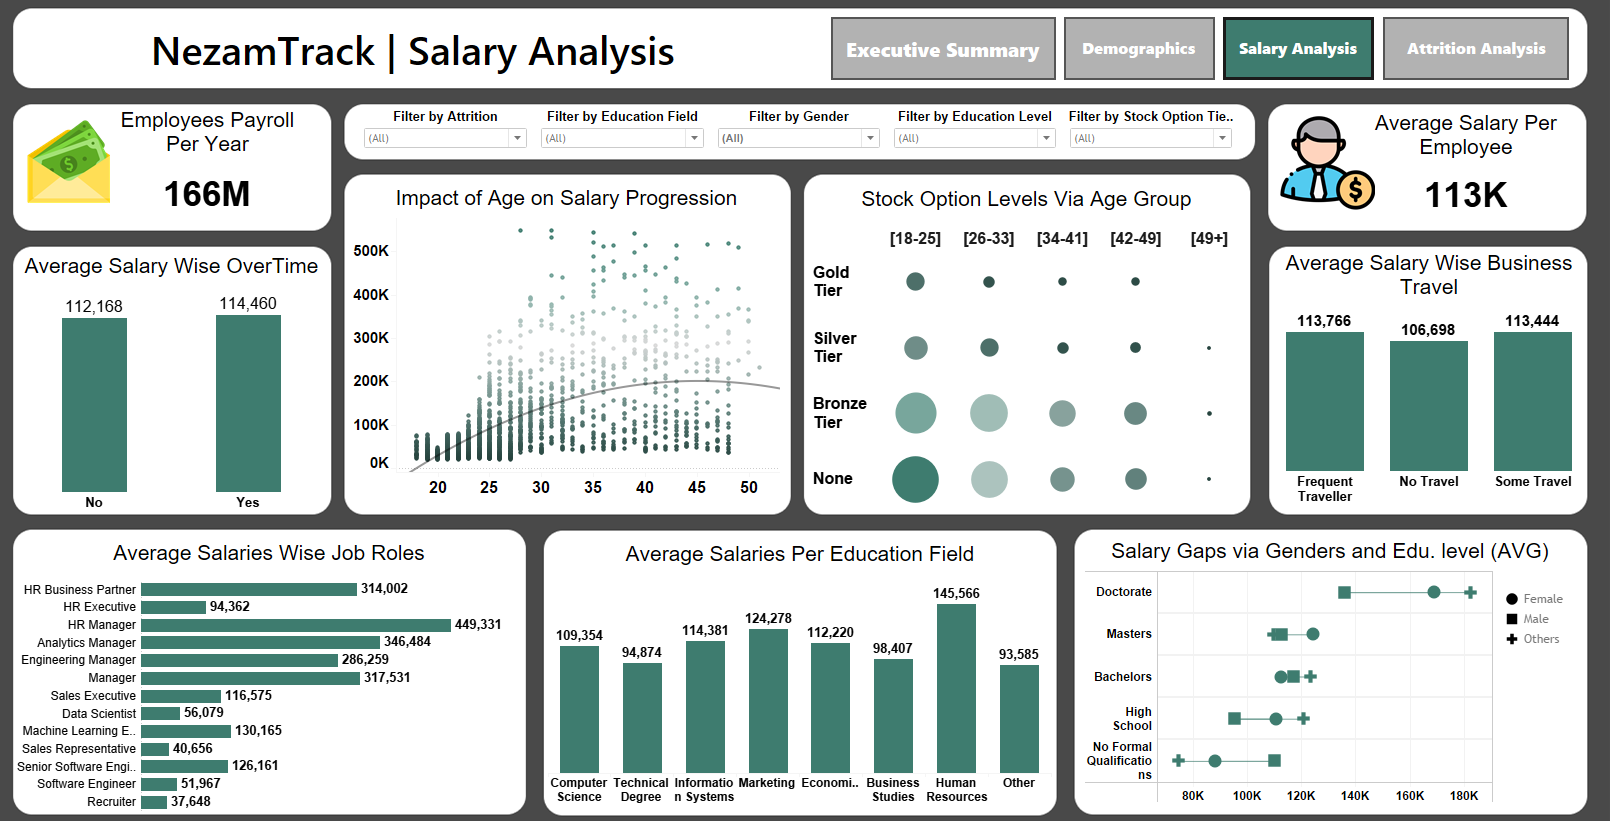 NezamTrack | Salary Analysis
Executive Summary
Demographics
Salary Analysis
Attrition Analysis
Employees Payroll
Per Year
166M
Filter by Attrition
(All)
Filter by Education Field
(All)
Filter by Gender
(All)
Filter by Education Level
(All)
Filter by Stock Option Tie..
(All)
Average Salary Per
Employee
113K
Average Salary Wise OverTime
112,168
114,460
No
Yes
Impact of Age on Salary Progression
500K
400K
300K
200K
100K
0K
20
25
30
35
40
45
50
Stock Option Levels Via Age Group
[18-25]
[26-33]
[34-41]
[42-49]
[49+]
Gold
Tier
Silver
Tier
Bronze
Tier
None
Average Salary Wise Business
Travel
113,766
106,698
113,444
Frequent
Traveller
No Travel
Some Travel
Average Salaries Wise Job Roles
HR Business Partner 314,002
HR Executive 94,362
HR Manager 449,331
Analytics Manager 346,484
Engineering Manager 286,259
Manager 317,531
Sales Executive 116,575
Data Scientist 56,079
Machine Learning E.. 130,165
Sales Representative 40,656
Senior Software Engi.. 126,161
Software Engineer 51,967
Recruiter 37,648
Average Salaries Per Education Field
109,354
94,874
114,381
124,278
112,220
98,407
145,566
93,585
Computer
Science
Technical
Degree
Informatio
n Systems
Marketing
Economi..
Business
Studies
Human
Resources
Other
Salary Gaps via Genders and Edu. level (AVG)
Doctorate
Masters
Bachelors
High
School
No Formal
Qualificatio
ns
80K
100K
120K
140K
160K
180K
Female
Male
Others